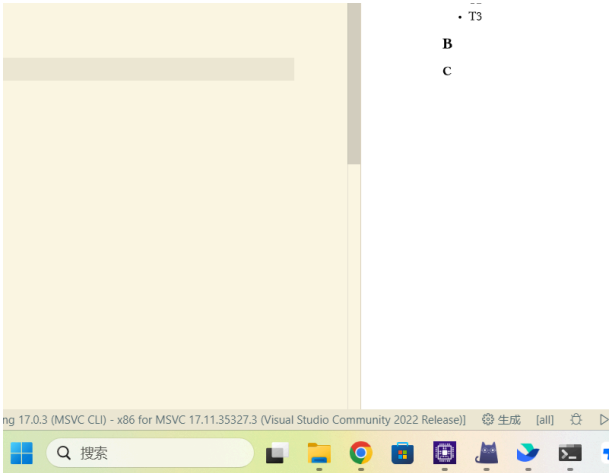 • T3
B
C
ng 17.0.3 (MSVC CLI) - x86 for MSVC 17.11.35327.3 (Visual Studio Community 2022 Release)] 生成 [all]
搜索